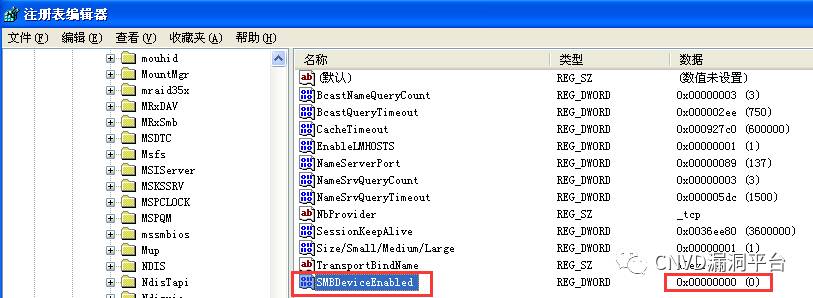 注册表编辑器
文件(F) 编辑(E) 查看(V) 收藏夹(A) 帮助(H)
mouhid
MountMgr
mraid35x
MRxDAV
MRxSmb
MSDTC
Msfs
MSIServer
MSKSSRV
MSPCLOCK
MSPQM
mssmbios
Mup
NDIS
NdisTapi
Ndisuio
名称 类型 数据
(默认) REG_SZ (数值未设置)
BcastNameQueryCount REG_DWORD 0x00000003 (3)
BcastQueryTimeout REG_DWORD 0x000002ee (750)
CacheTimeout REG_DWORD 0x000927c0 (600000)
EnableLMHOSTS REG_DWORD 0x00000001 (1)
NameServerPort REG_DWORD 0x00000089 (137)
NameSrvQueryCount REG_DWORD 0x00000003 (3)
NameSrvQueryTimeout REG_DWORD 0x000005dc (1500)
NbProvider REG_SZ _tcp
SessionKeepAlive REG_DWORD 0x0036ee80 (3600000)
Size/Small/Medium/Large REG_DWORD 0x00000001 (1)
TransportBindName REG_SZ
SMBDeviceEnabled REG_DWORD 0x00000000 (0)
CNVD漏洞平台